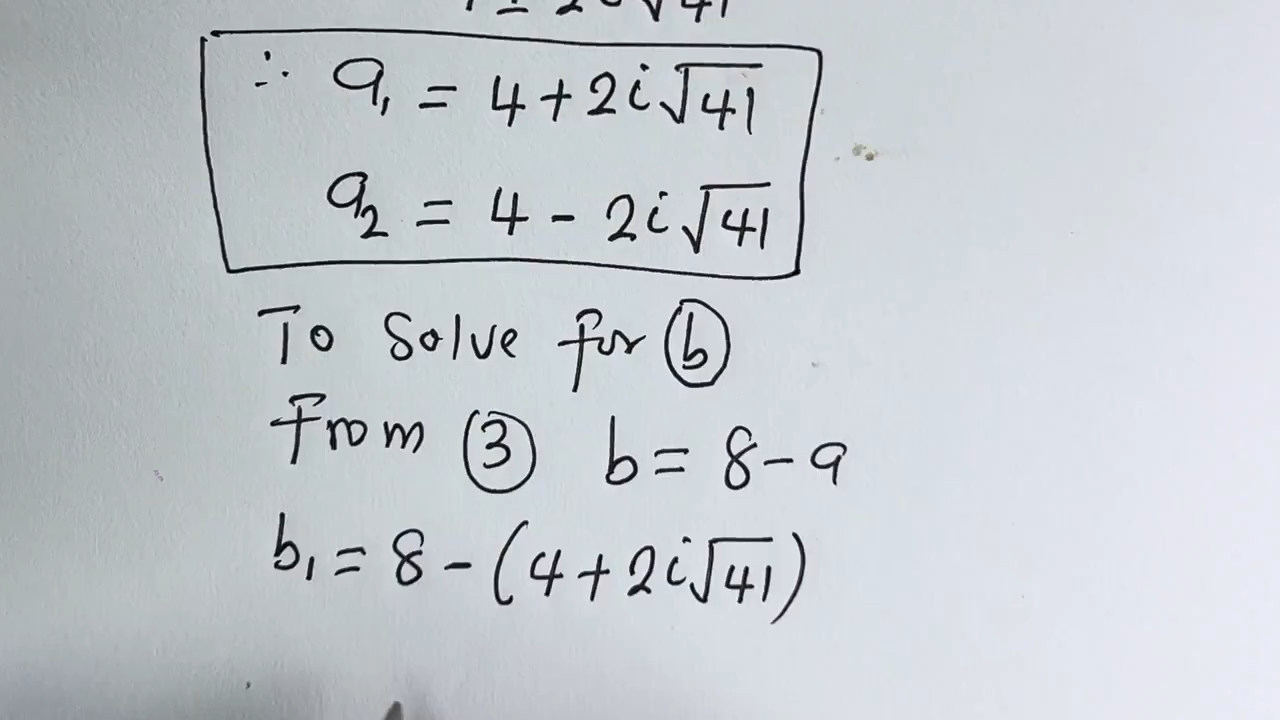 ∴ a₁ = 4 + 2i√41
a₂ = 4 - 2i√41
To Solve for b
From ③ b = 8 - a
b₁ = 8 - (4 + 2i√41)